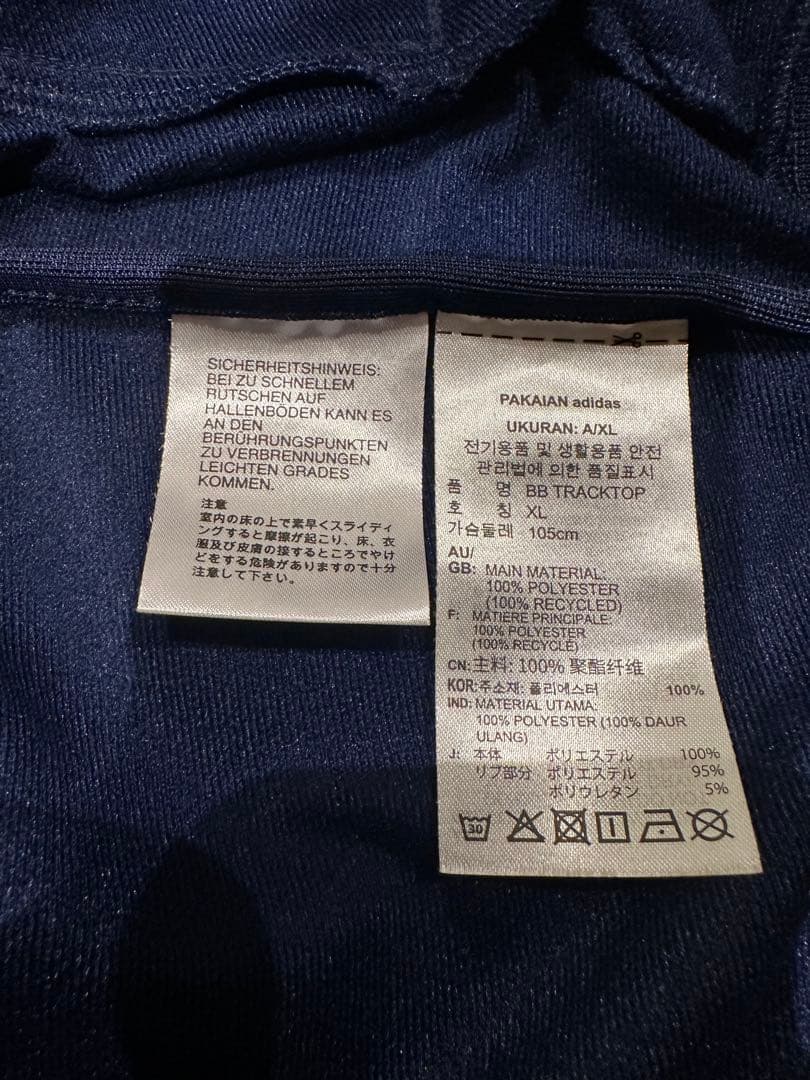 SICHERHEITSHINWEIS:
BEI ZU SCHNELLEM
RUTSCHEN AUF
HALLENBÖDEN KANN ES
AN DEN
BERÜHRUNGSPUNKTEN
ZU VERBRENNUNGEN
LEICHTEN GRADES
KOMMEN.
注意
室内の床の上で素早くスライディ
ングすると摩擦が起こり、床、衣
服及び皮膚の接するところでやけ
どをする危険がありますので十分
注意して下さい。
PAKAIAN adidas
UKURAN: A/XL
전기용품 및 생활용품 안전
관리법에 의한 품질표시
품 명 BB TRACKTOP
호 칭 XL
가슴둘레 105cm
AU/
GB: MAIN MATERIAL:
100% POLYESTER
(100% RECYCLED)
F: MATIERE PRINCIPALE:
100% POLYESTER
(100% RECYCLÉ)
CN: 主料: 100% 聚酯纤维
KOR: 주소재: 폴리에스터 100%
IND: MATERIAL UTAMA:
100% POLYESTER (100% DAUR
ULANG)
J: 本体 ポリエステル 100%
リブ部分 ポリエステル 95%
ポリウレタン 5%
30